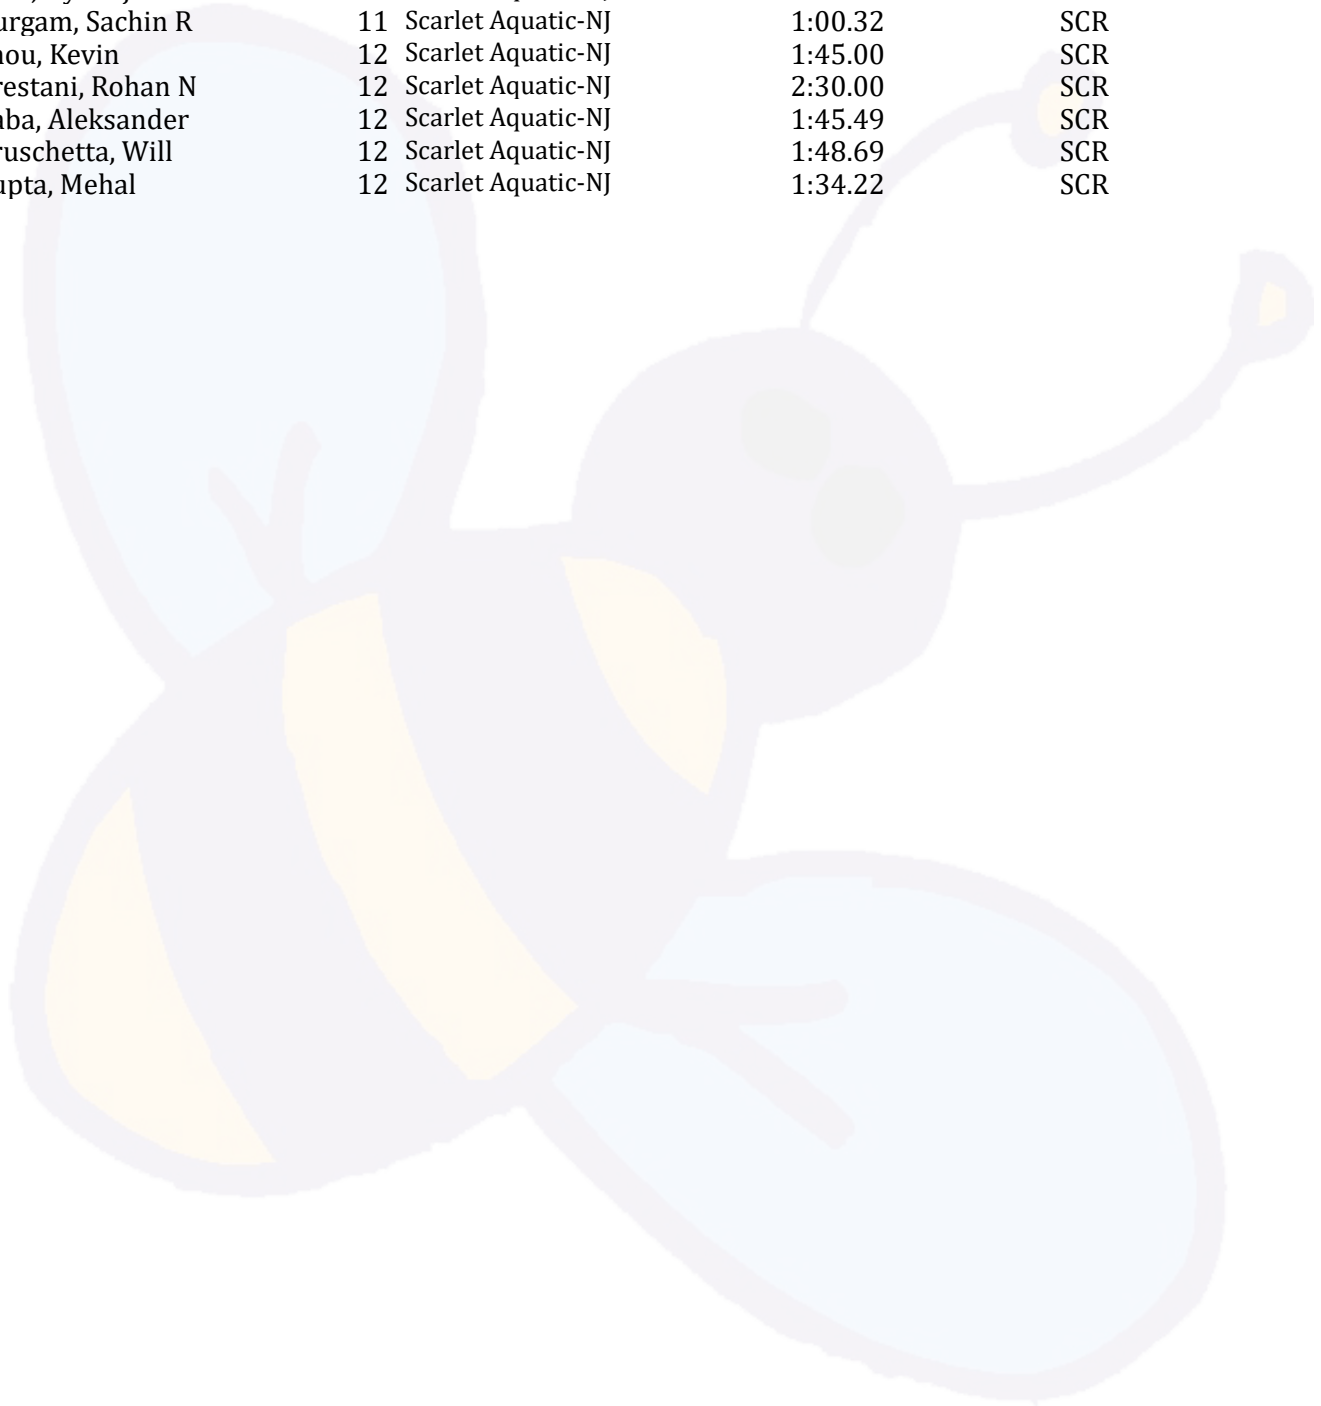 urgam, Sachin R 11 Scarlet Aquatic-NJ 1:00.32 SCR
hou, Kevin 12 Scarlet Aquatic-NJ 1:45.00 SCR
restani, Rohan N 12 Scarlet Aquatic-NJ 2:30.00 SCR
aba, Aleksander 12 Scarlet Aquatic-NJ 1:45.49 SCR
ruschetta, Will 12 Scarlet Aquatic-NJ 1:48.69 SCR
upta, Mehal 12 Scarlet Aquatic-NJ 1:34.22 SCR